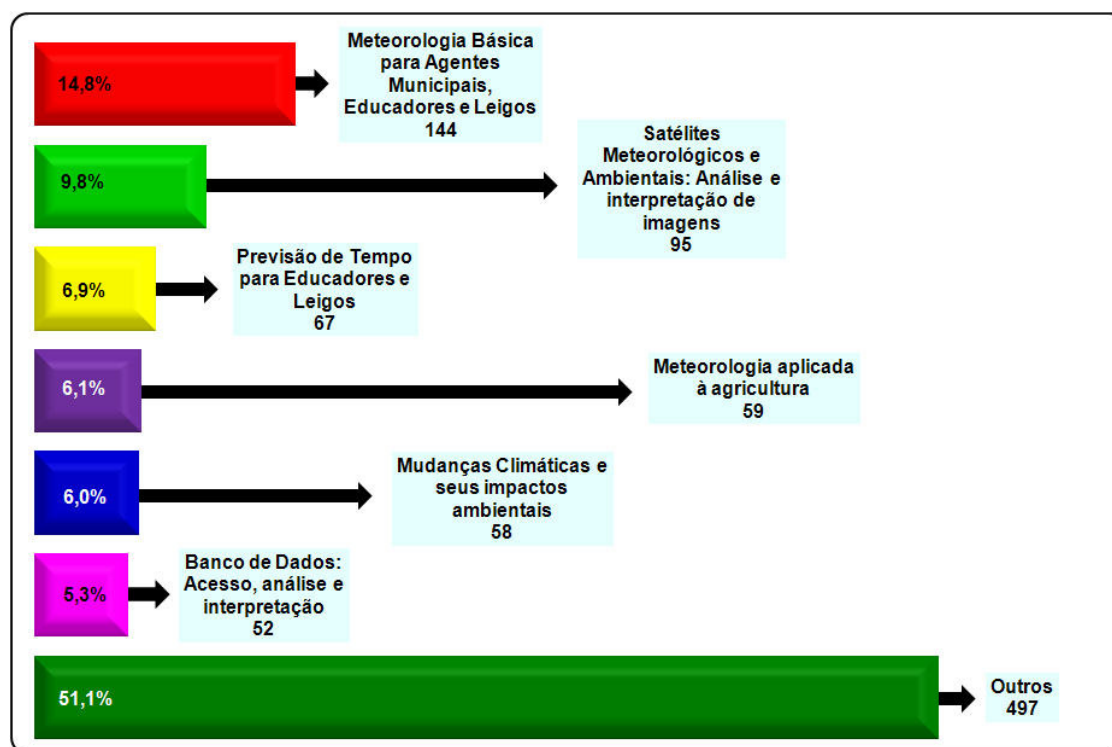 14,8%
Meteorologia Básica
para Agentes
Municipais,
Educadores e Leigos
144
9,8%
Satélites
Meteorológicos e
Ambientais: Análise e
interpretação de
imagens
95
6,9%
Previsão de Tempo
para Educadores e
Leigos
67
6,1%
Meteorologia aplicada
à agricultura
59
6,0%
Mudanças Climáticas e
seus impactos
ambientais
58
5,3%
Banco de Dados:
Acesso, análise e
interpretação
52
51,1%
Outros
497